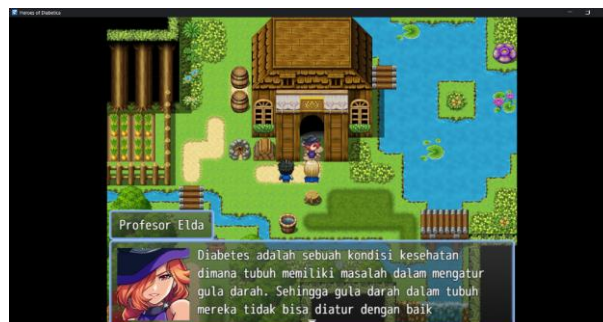 Heroes of Diabetics
Profesor Elda
Diabetes adalah sebuah kondisi kesehatan
dimana tubuh memiliki masalah dalam mengatur
gula darah. Sehingga gula darah dalam tubuh
mereka tidak bisa diatur dengan baik